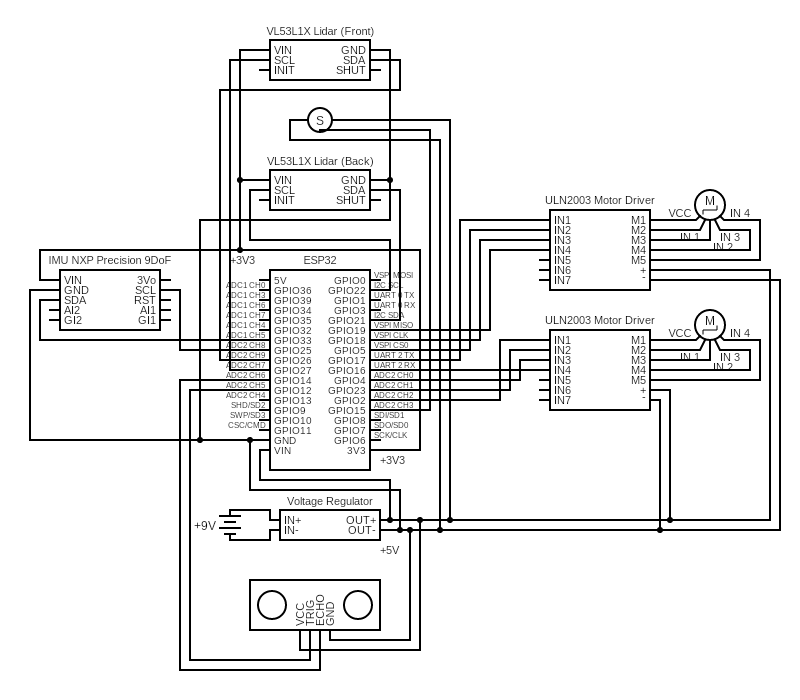 VL53L1X Lidar (Front)
VIN GND
SCL SDA
INIT SHUT
S
VL53L1X Lidar (Back)
VIN GND
SCL SDA
INIT SHUT
ULN2003 Motor Driver
IN1 M1
IN2 M2
IN3 M3
IN4 M4
IN5 M5
IN6 +
IN7 -
M
VCC IN 4
IN 1 IN 3
IN 2
IMU NXP Precision 9DoF
VIN 3Vo
GND SCL
SDA RST
AI2 AI1
GI2 GI1
+3V3
ESP32
5V GPIO0 VSPI MOSI
ADC1 CH0 GPIO36 GPIO22 I2C SCL
ADC1 CH3 GPIO39 GPIO1 UART 0 TX
ADC1 CH6 GPIO34 GPIO3 UART 0 RX
ADC1 CH7 GPIO35 GPIO21 I2C SDA
ADC1 CH4 GPIO32 GPIO19 VSPI MISO
ADC1 CH5 GPIO33 GPIO18 VSPI CLK
ADC2 CH8 GPIO25 GPIO5 VSPI CS0
ADC2 CH9 GPIO26 GPIO17 UART 2 TX
ADC2 CH7 GPIO27 GPIO16 UART 2 RX
ADC2 CH6 GPIO14 GPIO4 ADC2 CH0
ADC2 CH5 GPIO12 GPIO23 ADC2 CH1
ADC2 CH4 GPIO13 GPIO2 ADC2 CH2
SHD/SD2 GPIO9 GPIO15 ADC2 CH3
SWP/SD3 GPIO10 GPIO8 SDI/SD1
CSC/CMD GPIO11 GPIO7 SDO/SD0
GND GPIO6 SCK/CLK
VIN 3V3
+3V3
ULN2003 Motor Driver
IN1 M1
IN2 M2
IN3 M3
IN4 M4
IN5 M5
IN6 +
IN7 -
M
VCC IN 4
IN 1 IN 3
IN 2
Voltage Regulator
+9V
IN+ OUT+
IN- OUT-
+5V
VCC
TRIG
ECHO
GND